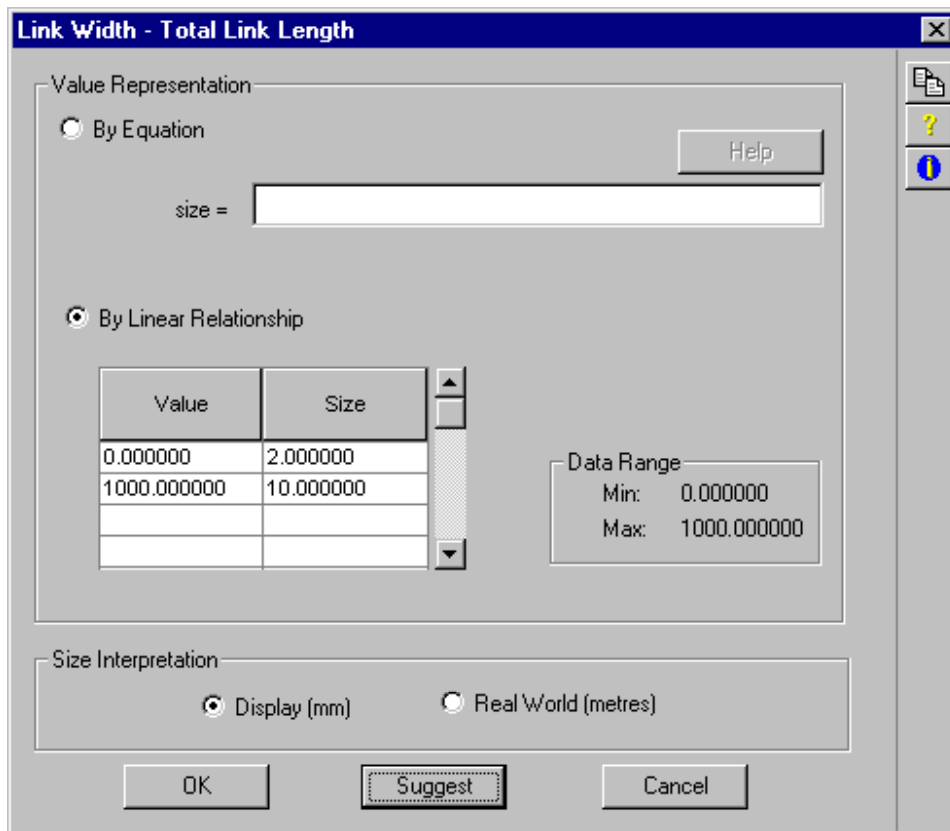 Link Width - Total Link Length
Value Representation
By Equation
Help
size =
By Linear Relationship
Value Size
0.000000 2.000000
1000.000000 10.000000
Data Range
Min: 0.000000
Max: 1000.000000
Size Interpretation
Display (mm) Real World (metres)
OK Suggest Cancel